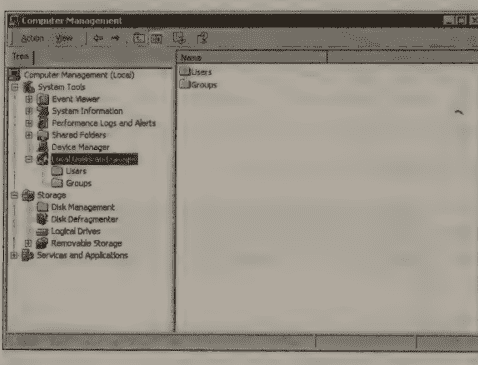 Computer Management
Action View
Tree
Name
Computer Management (Local)
System Tools
Event Viewer
System Information
Performance Logs and Alerts
Shared Folders
Device Manager
Local Users and Groups
Users
Groups
Storage
Disk Management
Disk Defragmenter
Logical Drives
Removable Storage
Services and Applications
Users
Groups